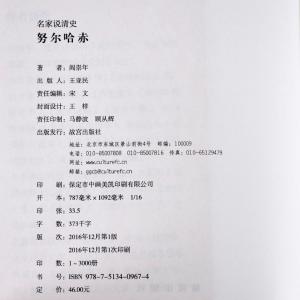 名家说清史
努尔哈赤
著 者：阎崇年
出 版 人：王亚民
责任编辑：宋 文
封面设计：王 梓
责任印制：马静波 顾从辉
出版发行：故宫出版社
地址：北京市东城区景山前街4号 邮编：100009
电话：010-85007808 010-85007816 传真：010-65129479
网址：www.culturefc.cn
邮箱：ggcb@culturefc.cn
印 刷：保定市中画美凯印刷有限公司
开 本：787毫米×1092毫米 1/16
印 张：33.5
字 数：373千字
版 次：2016年12月第1版
2016年12月第1次印刷
印 数：1～3000册
书 号：ISBN 978-7-5134-0967-4
定 价：46.00元